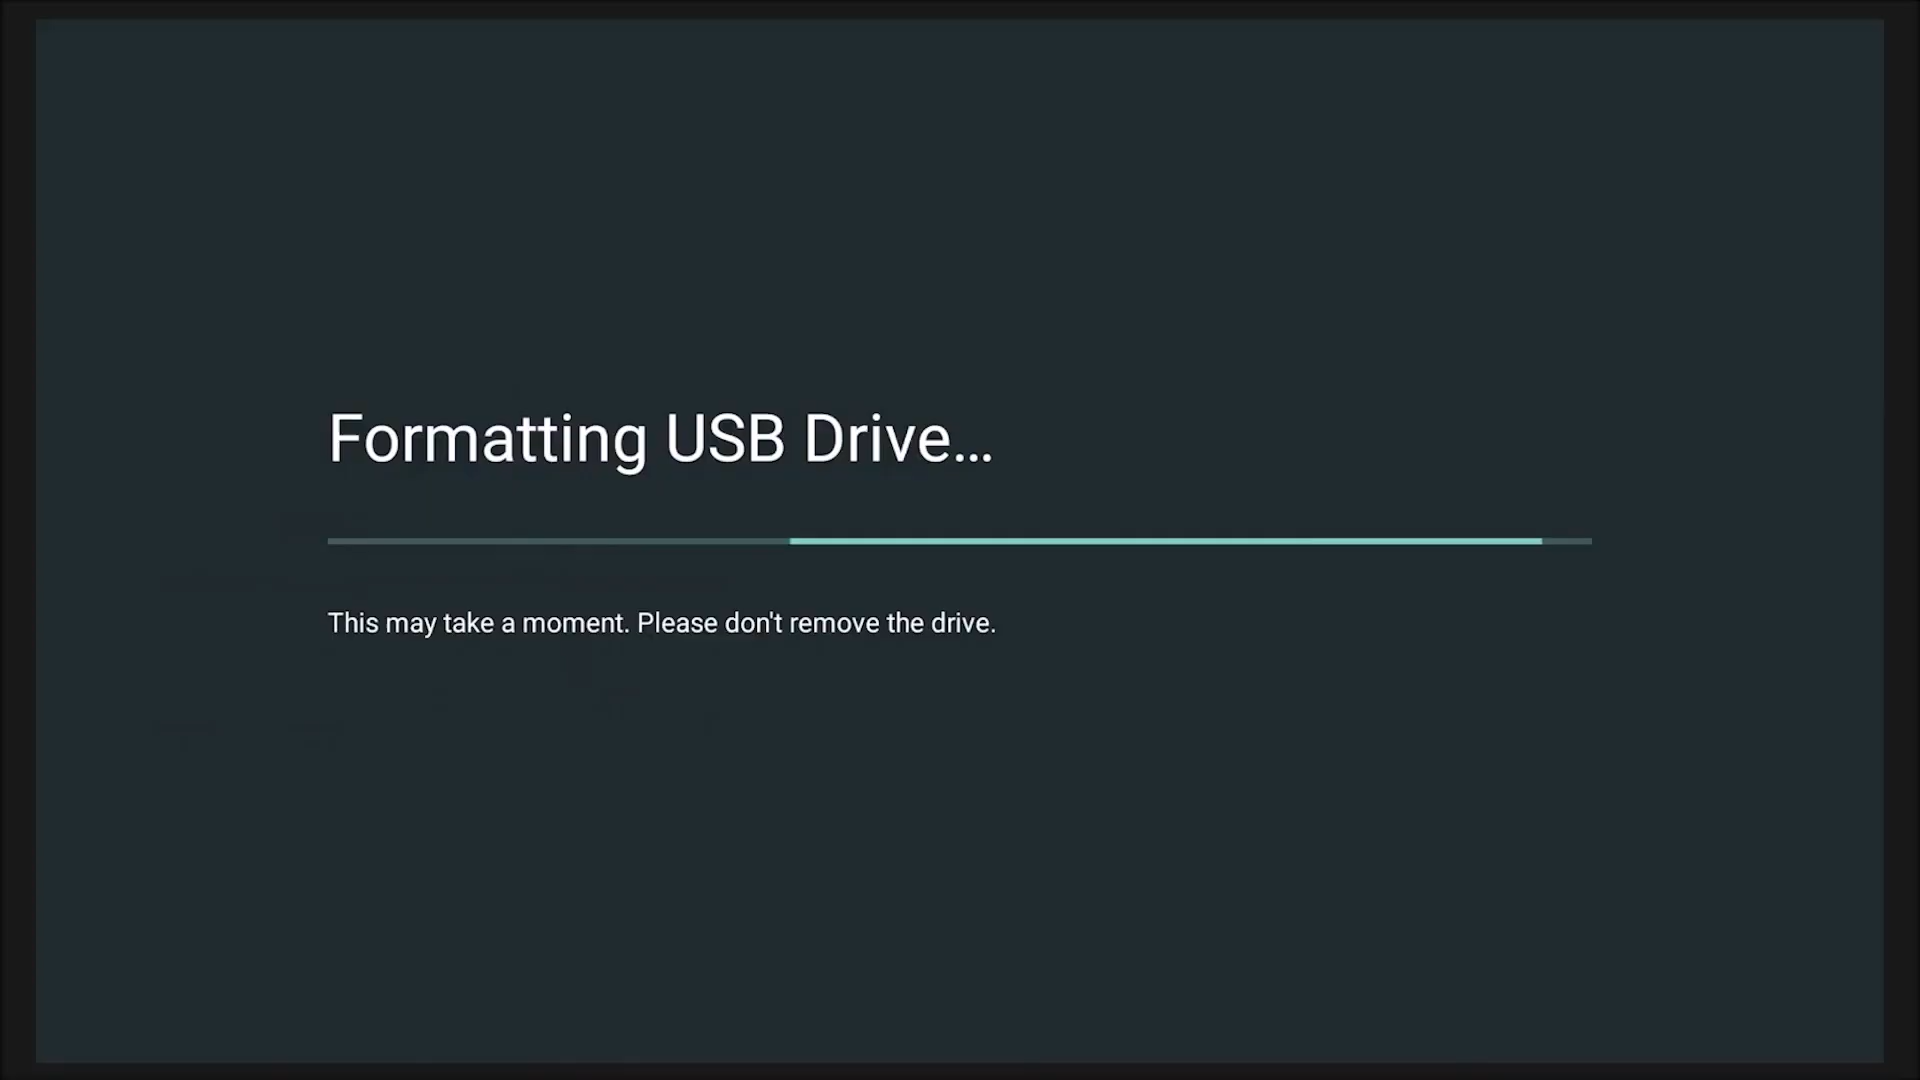 Formatting USB Drive…
This may take a moment. Please don't remove the drive.